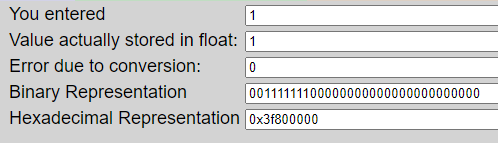 You entered 1
Value actually stored in float: 1
Error due to conversion: 0
Binary Representation 00111111100000000000000000000000
Hexadecimal Representation 0x3f800000